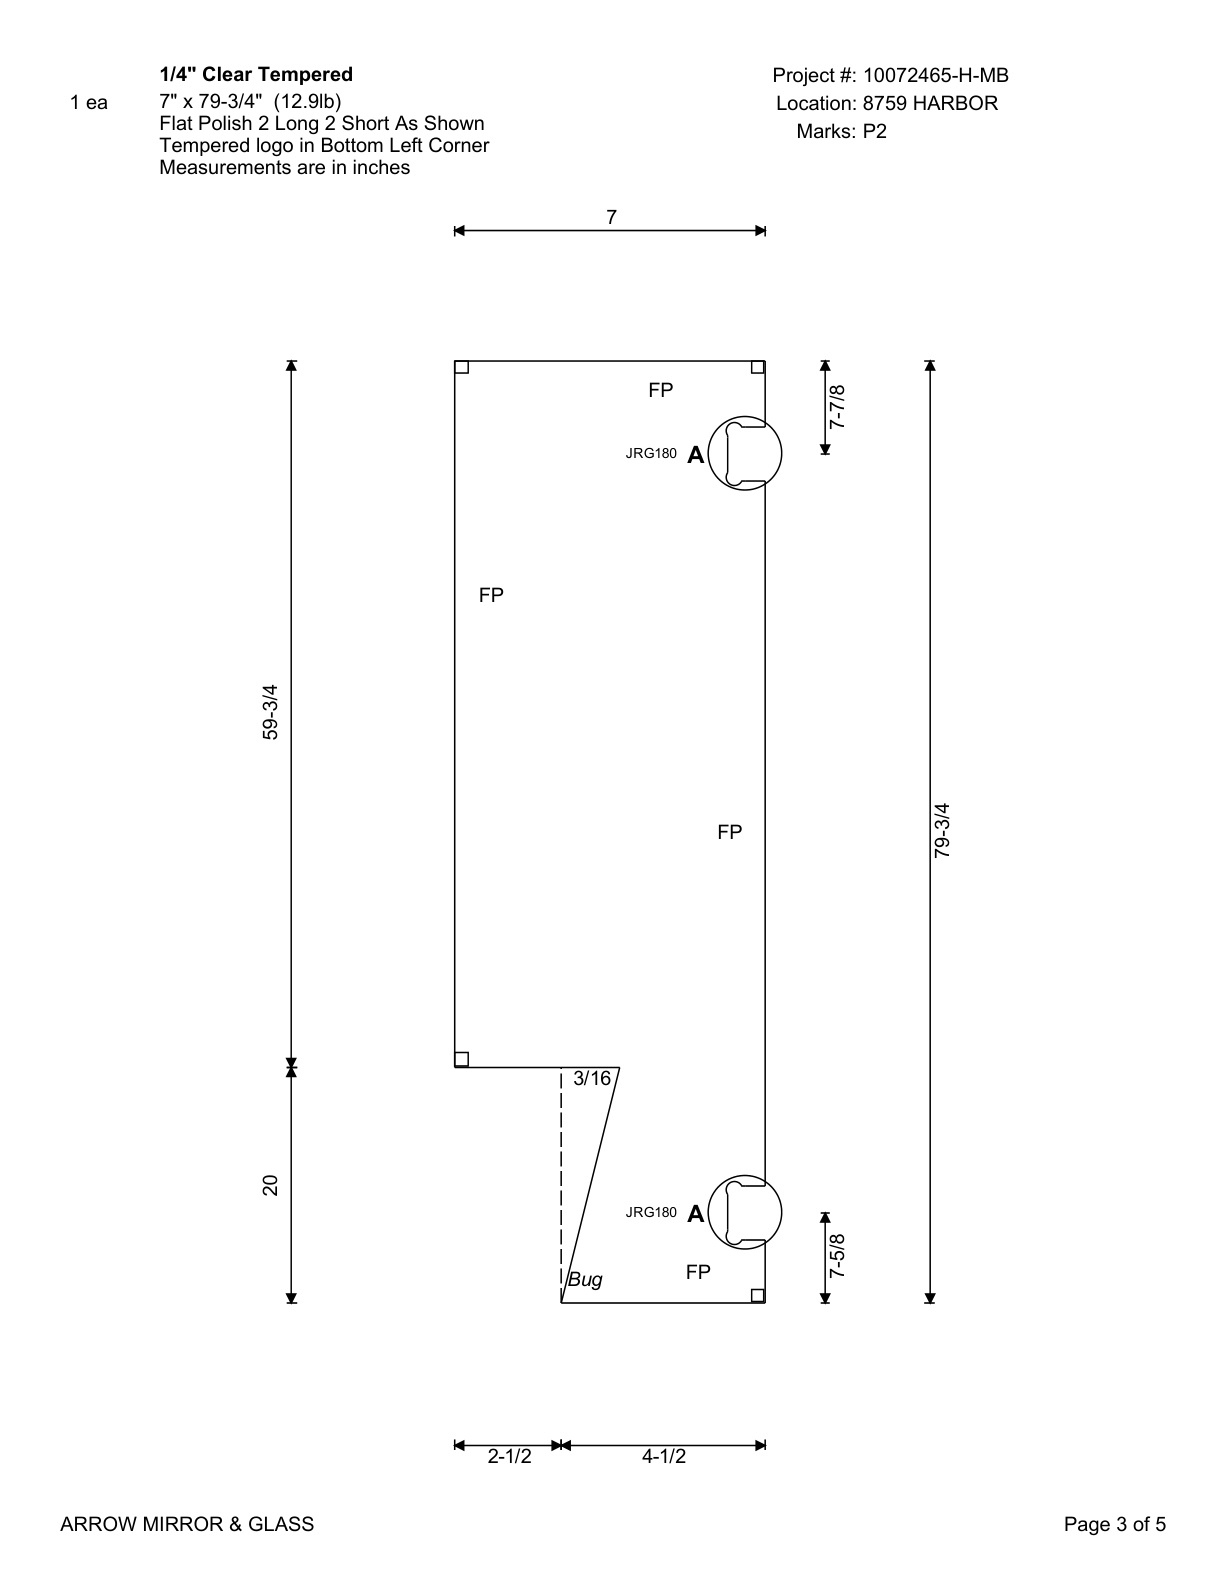 1/4" Clear Tempered
Project #: 10072465-H-MB
1 ea
7" x 79-3/4"  (12.9lb)
Location: 8759 HARBOR
Flat Polish 2 Long 2 Short As Shown
Marks: P2
Tempered logo in Bottom Left Corner
Measurements are in inches
7
FP
7-7/8
JRG180 A
FP
59-3/4
FP
79-3/4
3/16
20
JRG180 A
7-5/8
FP
Bug
2-1/2
4-1/2
ARROW MIRROR & GLASS
Page 3 of 5